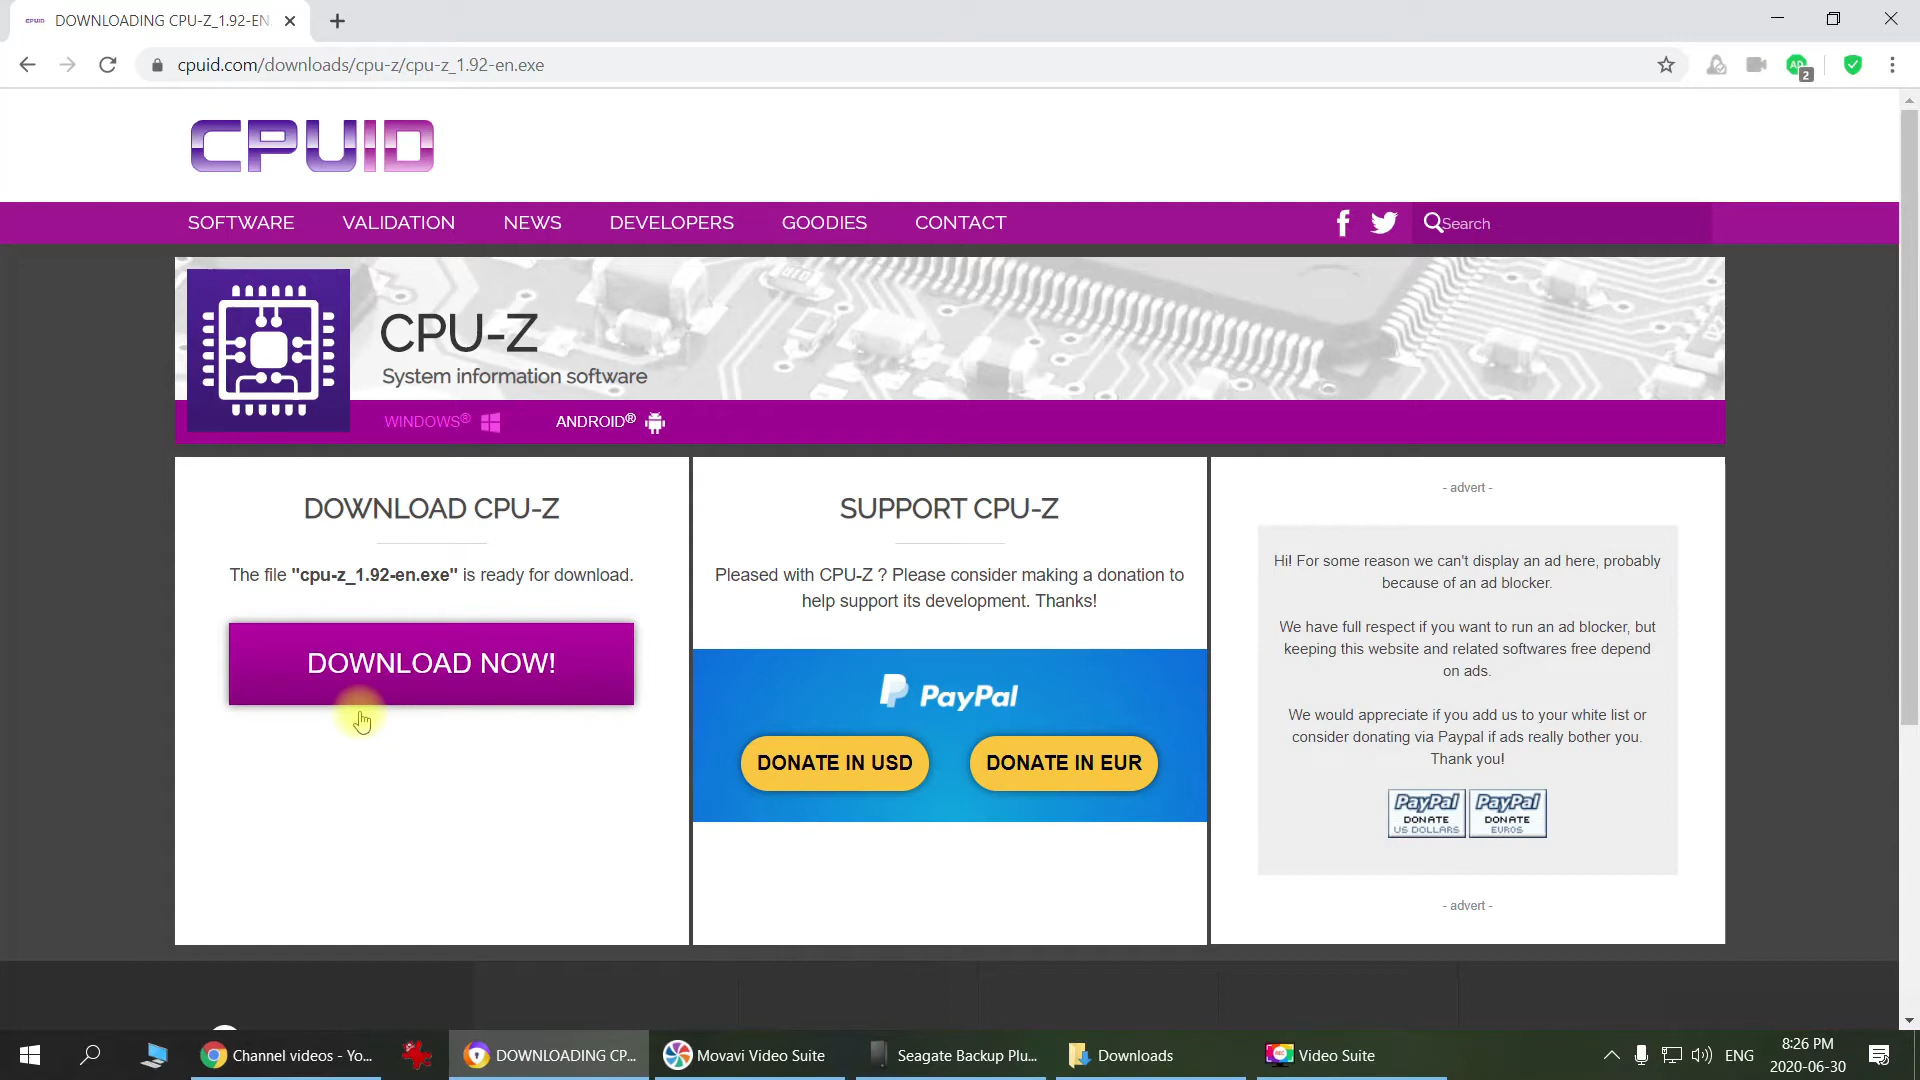 DOWNLOADING CPU-Z_1.92-EN
cpuid.com/downloads/cpu-z/cpu-z_1.92-en.exe
AD
2
CPUID
SOFTWARE
VALIDATION
NEWS
DEVELOPERS
GOODIES
CONTACT
Search
CPU-Z
System information software
WINDOWS®
ANDROID®
DOWNLOAD CPU-Z
The file "cpu-z_1.92-en.exe" is ready for download.
DOWNLOAD NOW!
SUPPORT CPU-Z
Pleased with CPU-Z ? Please consider making a donation to
help support its development. Thanks!
PayPal
DONATE IN USD
DONATE IN EUR
- advert -
Hi! For some reason we can't display an ad here, probably
because of an ad blocker.
We have full respect if you want to run an ad blocker, but
keeping this website and related softwares free depend
on ads.
We would appreciate if you add us to your white list or
consider donating via Paypal if ads really bother you.
Thank you!
PayPal
DONATE
US DOLLARS
PayPal
DONATE
EUROS
- advert -
Channel videos - Yo...
DOWNLOADING CP...
Movavi Video Suite
Seagate Backup Plu...
Downloads
Video Suite
ENG
8:26 PM
2020-06-30